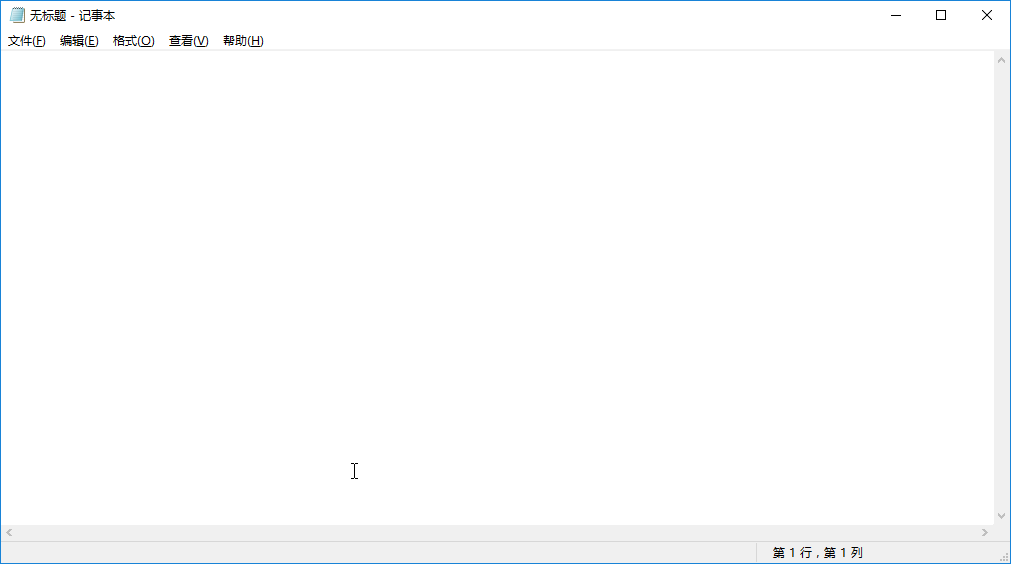 无标题 - 记事本
文件(F) 编辑(E) 格式(O) 查看(V) 帮助(H)
第 1 行，第 1 列